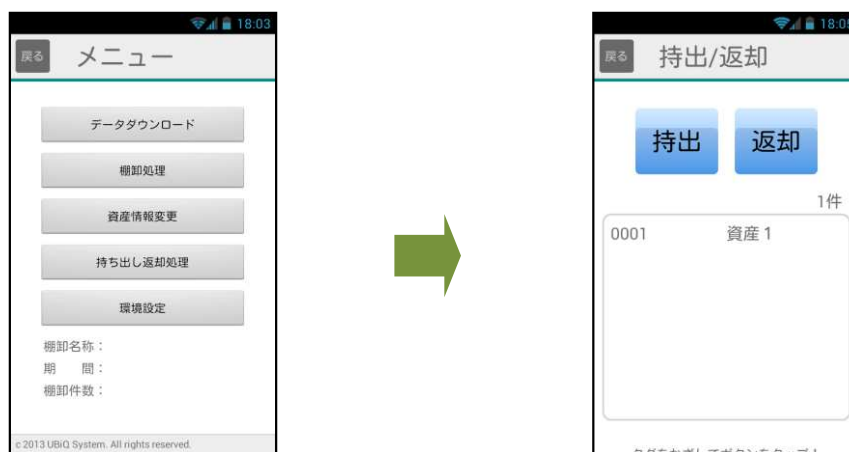 18:03
戻る メニュー
データダウンロード
棚卸処理
資産情報変更
持ち出し返却処理
環境設定
棚卸名称：
期　間：
棚卸件数：
c 2013 UBiQ System. All rights reserved.
18:05
戻る 持出/返却
持出 返却
1件
0001 資産 1